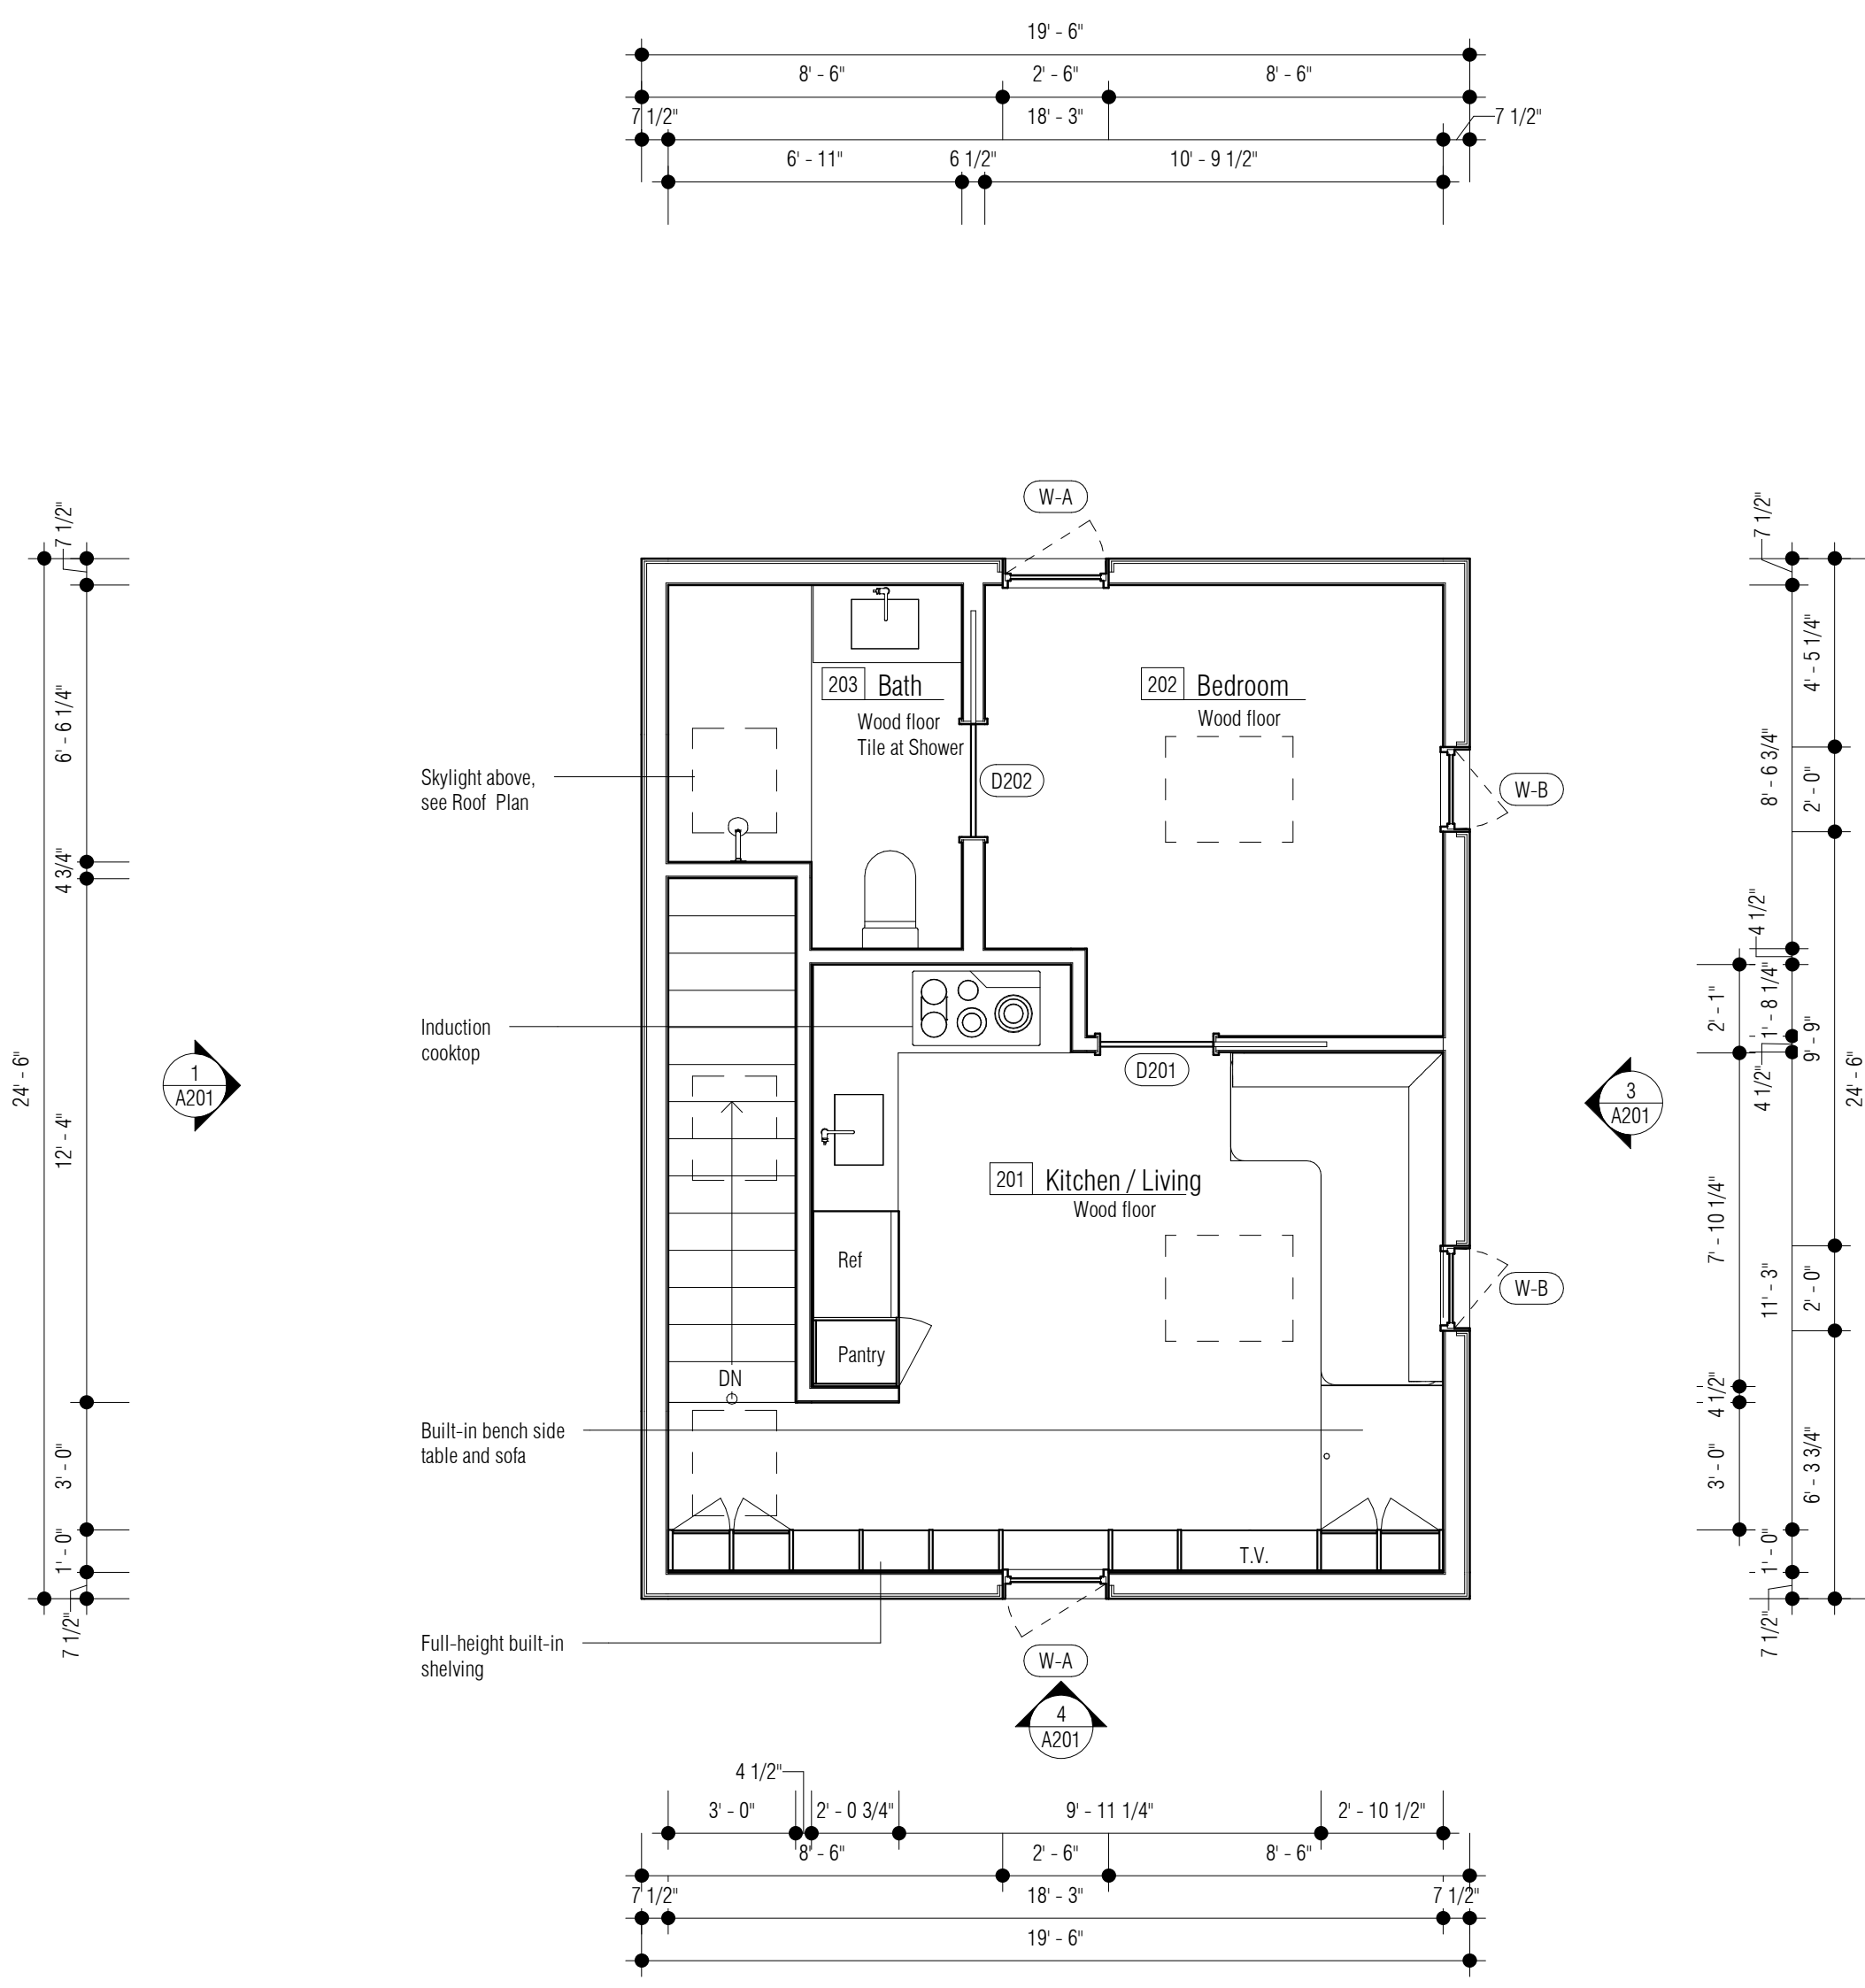 19' - 6"
8' - 6" 2' - 6" 8' - 6"
7 1/2" 18' - 3" 7 1/2"
6' - 11" 6 1/2" 10' - 9 1/2"
W-A
7 1/2"
7 1/2"
6' - 6 1/4"
4 3/4"
24' - 6"
12' - 4"
3' - 0"
1' - 0"
7 1/2"
203 Bath
Wood floor
Tile at Shower
202 Bedroom
Wood floor
Skylight above,
see Roof Plan
D202
W-B
Induction
cooktop
1
A201
D201
3
A201
201 Kitchen / Living
Wood floor
Ref
Pantry
W-B
DN
Built-in bench side
table and sofa
T.V.
Full-height built-in
shelving
W-A
4
A201
4' - 5 1/4"
8' - 6 3/4"
2' - 0"
4 1/2"
2' - 1"
1' - 8 1/4"
9' - 9"
4 1/2"
24' - 6"
7' - 10 1/4"
11' - 3"
2' - 0"
4 1/2"
3' - 0"
6' - 3 3/4"
1' - 0"
7 1/2"
4 1/2"
3' - 0" 2' - 0 3/4" 9' - 11 1/4" 2' - 10 1/2"
8' - 6" 2' - 6" 8' - 6"
7 1/2" 18' - 3" 7 1/2"
19' - 6"